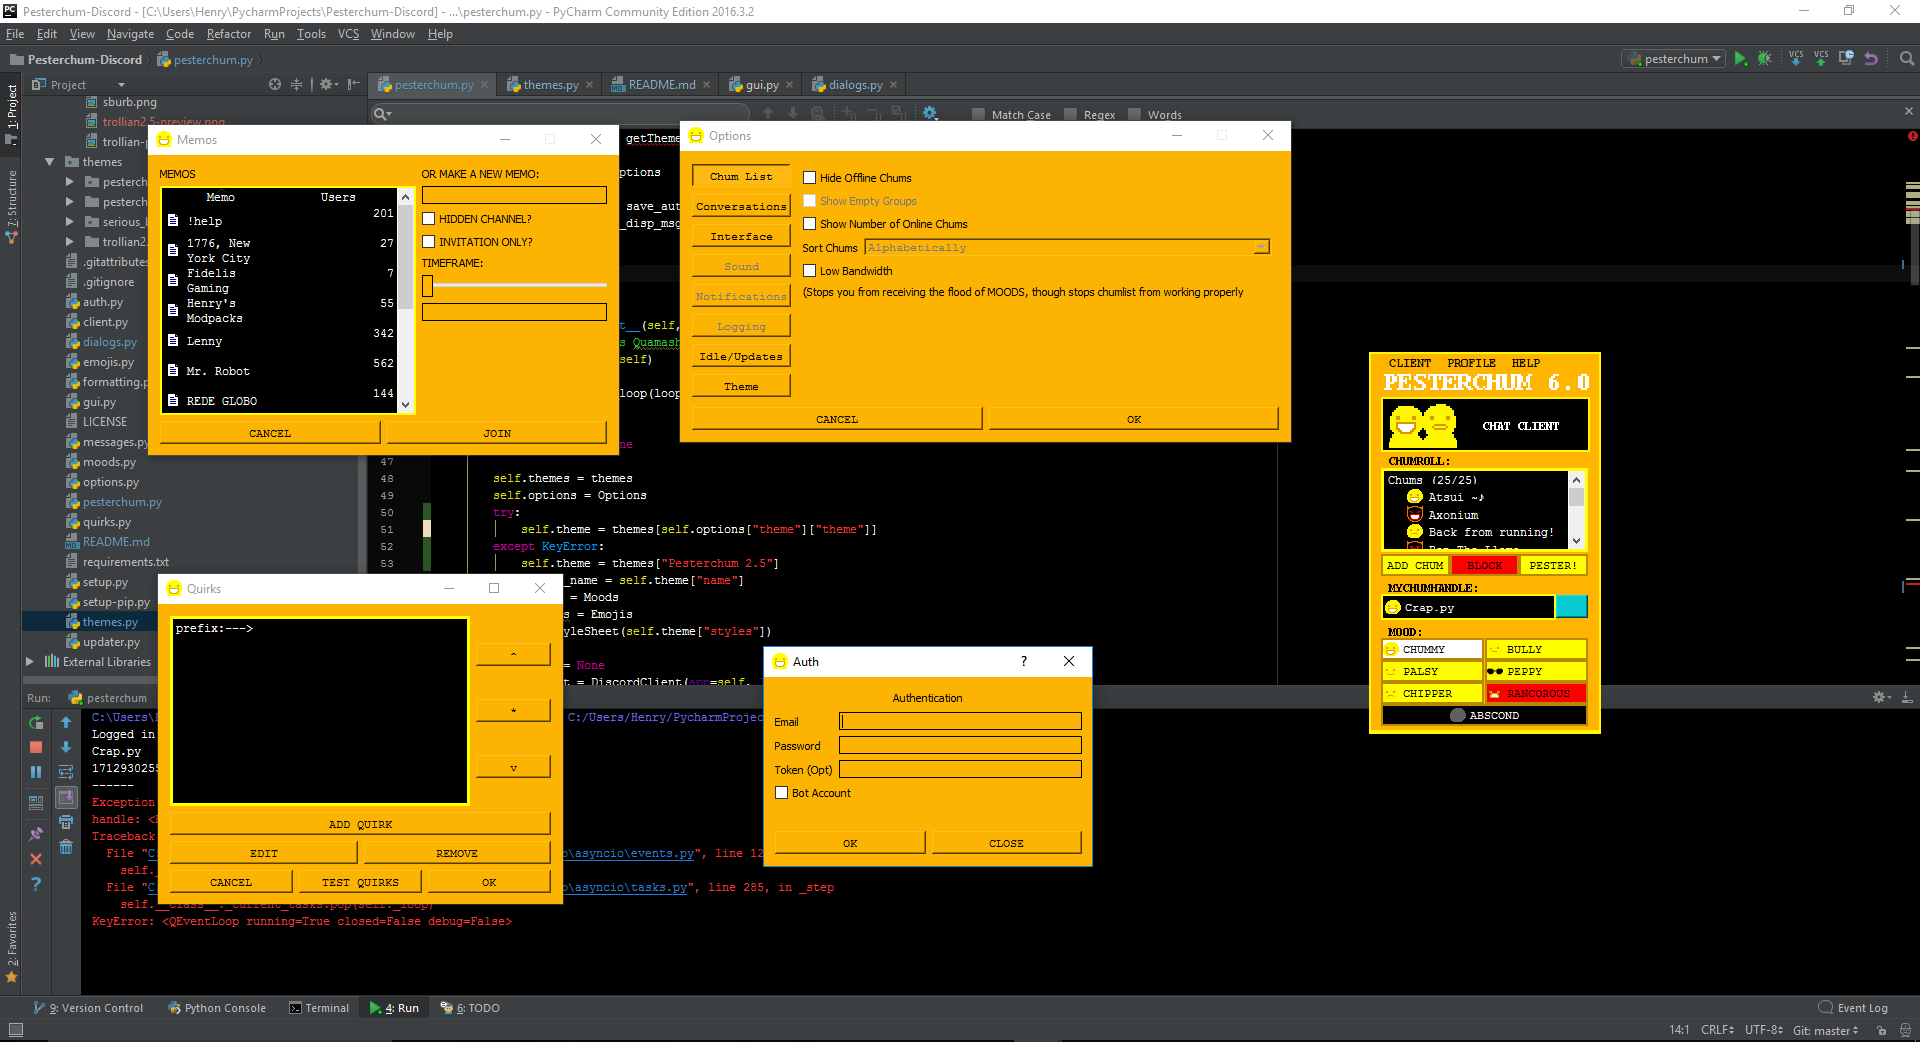 Pesterchum-Discord - [C:\Users\Henry\PycharmProjects\Pesterchum-Discord] - ...\pesterchum.py - PyCharm Community Edition 2016.3.2
File Edit View Navigate Code Refactor Run Tools VCS Window Help
Pesterchum-Discord pesterchum.py pesterchum
Project pesterchum.py themes.py README.md gui.py dialogs.py
Match Case Regex Words
1: Project
7: Structure
2: Favorites
sburb.png
trollian2.5-preview.png
trollian-
themes
pesterch
pesterch
serious_
trollian2.
.gitattributes
.gitignore
auth.py
client.py
dialogs.py
emojis.py
formatting.p
gui.py
LICENSE
messages.py
moods.py
options.py
pesterchum.py
quirks.py
README.md
requirements.txt
setup.py
setup-pip.py
themes.py
updater.py
External Libraries
Memos
MEMOS
Memo Users
!help 201
1776, New York City 27
Fidelis Gaming 7
Henry's Modpacks 55
Lenny 342
Mr. Robot 562
REDE GLOBO 144
OR MAKE A NEW MEMO:
HIDDEN CHANNEL?
INVITATION ONLY?
TIMEFRAME:
CANCEL JOIN
getTheme
ptions
save_aut
_disp_msg
t__(self,
s Quamash
self)
loop(loop
ne
Options
Chum List
Conversations
Interface
Sound
Notifications
Logging
Idle/Updates
Theme
Hide Offline Chums
Show Empty Groups
Show Number of Online Chums
Sort Chums Alphabetically
Low Bandwidth
(Stops you from receiving the flood of MOODS, though stops chumlist from working properly
CANCEL OK
47
48 self.themes = themes
49 self.options = Options
50 try:
51 self.theme = themes[self.options["theme"]["theme"]]
52 except KeyError:
53 self.theme = themes["Pesterchum 2.5"]
_name = self.theme["name"]
= Moods
s = Emojis
yleSheet(self.theme["styles"])
= None
t = DiscordClient(app=self,
CLIENT PROFILE HELP
PESTERCHUM 6.0
CHAT CLIENT
CHUMROLL:
Chums (25/25)
Atsui ~♪
Axonium
Back from running!
ADD CHUM BLOCK PESTER!
MYCHUMHANDLE:
Crap.py
MOOD:
CHUMMY BULLY
PALSY PEPPY
CHIPPER RANCOROUS
ABSCOND
Quirks
prefix:--->
^
*
v
ADD QUIRK
EDIT REMOVE
CANCEL TEST QUIRKS OK
Auth ?
Authentication
Email
Password
Token (Opt)
Bot Account
OK CLOSE
Run: pesterchum
C:\Users\ C:/Users/Henry/PycharmProjec
Logged in
Crap.py
1712930255
------
Exception
handle: <
Traceback
File "C: o\asyncio\events.py", line 12
self._
File "C: o\asyncio\tasks.py", line 285, in _step
self.__class__._current_tasks.pop(self._loop)
KeyError: <QEventLoop running=True closed=False debug=False>
9: Version Control Python Console Terminal 4: Run 6: TODO Event Log
14:1 CRLF UTF-8 Git: master